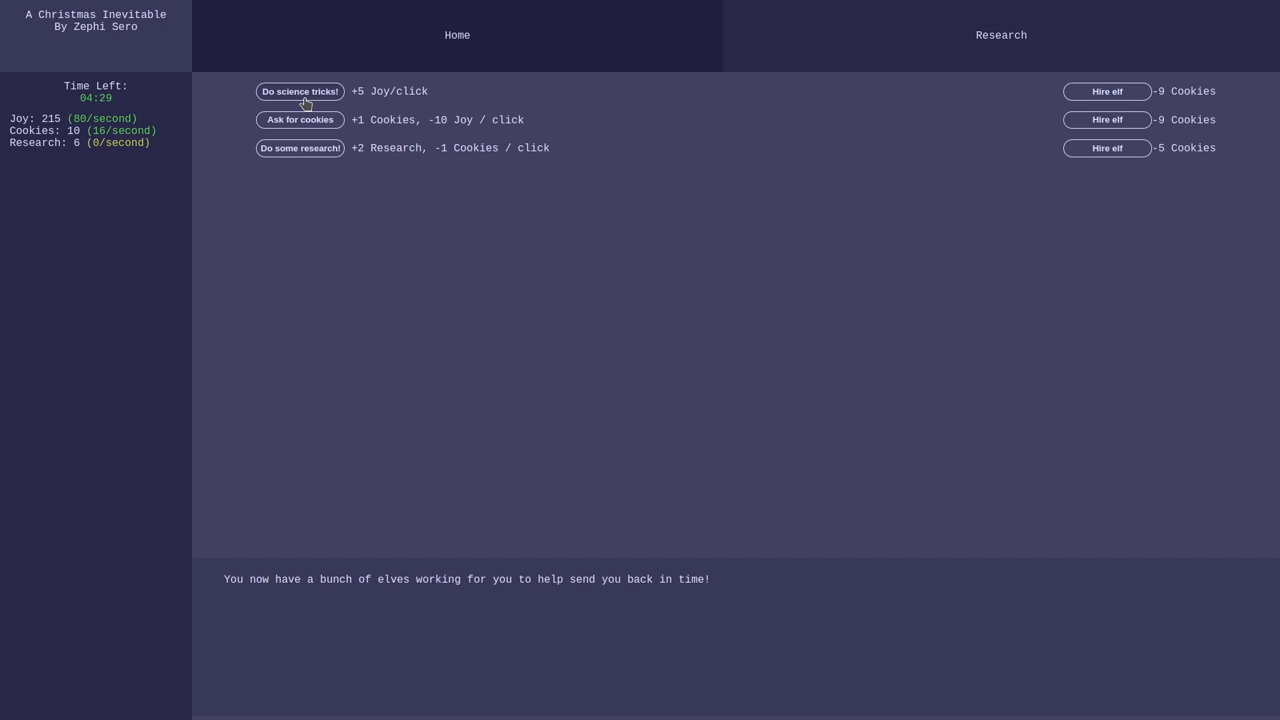 A Christmas Inevitable
By Zephi Sero
Home
Research
Time Left:
04:29
Joy: 215 (80/second)
Cookies: 10 (16/second)
Research: 6 (0/second)
Do science tricks! +5 Joy/click
Hire elf -9 Cookies
Ask for cookies +1 Cookies, -10 Joy / click
Hire elf -9 Cookies
Do some research! +2 Research, -1 Cookies / click
Hire elf -5 Cookies
You now have a bunch of elves working for you to help send you back in time!